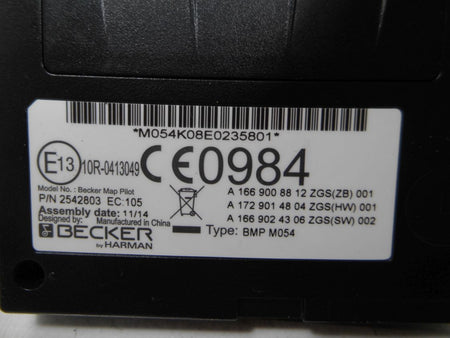 *M054K08E0235801*
E13 10R-0413049 CE0984
Model No.: Becker Map Pilot
P/N 2542803 EC:105
Assembly date: 11/14
Designed by: Manufactured in China
BECKER
by HARMAN
A 166 900 88 12 ZGS(ZB) 001
A 172 901 48 04 ZGS(HW) 001
A 166 902 43 06 ZGS(SW) 002
Type: BMP M054